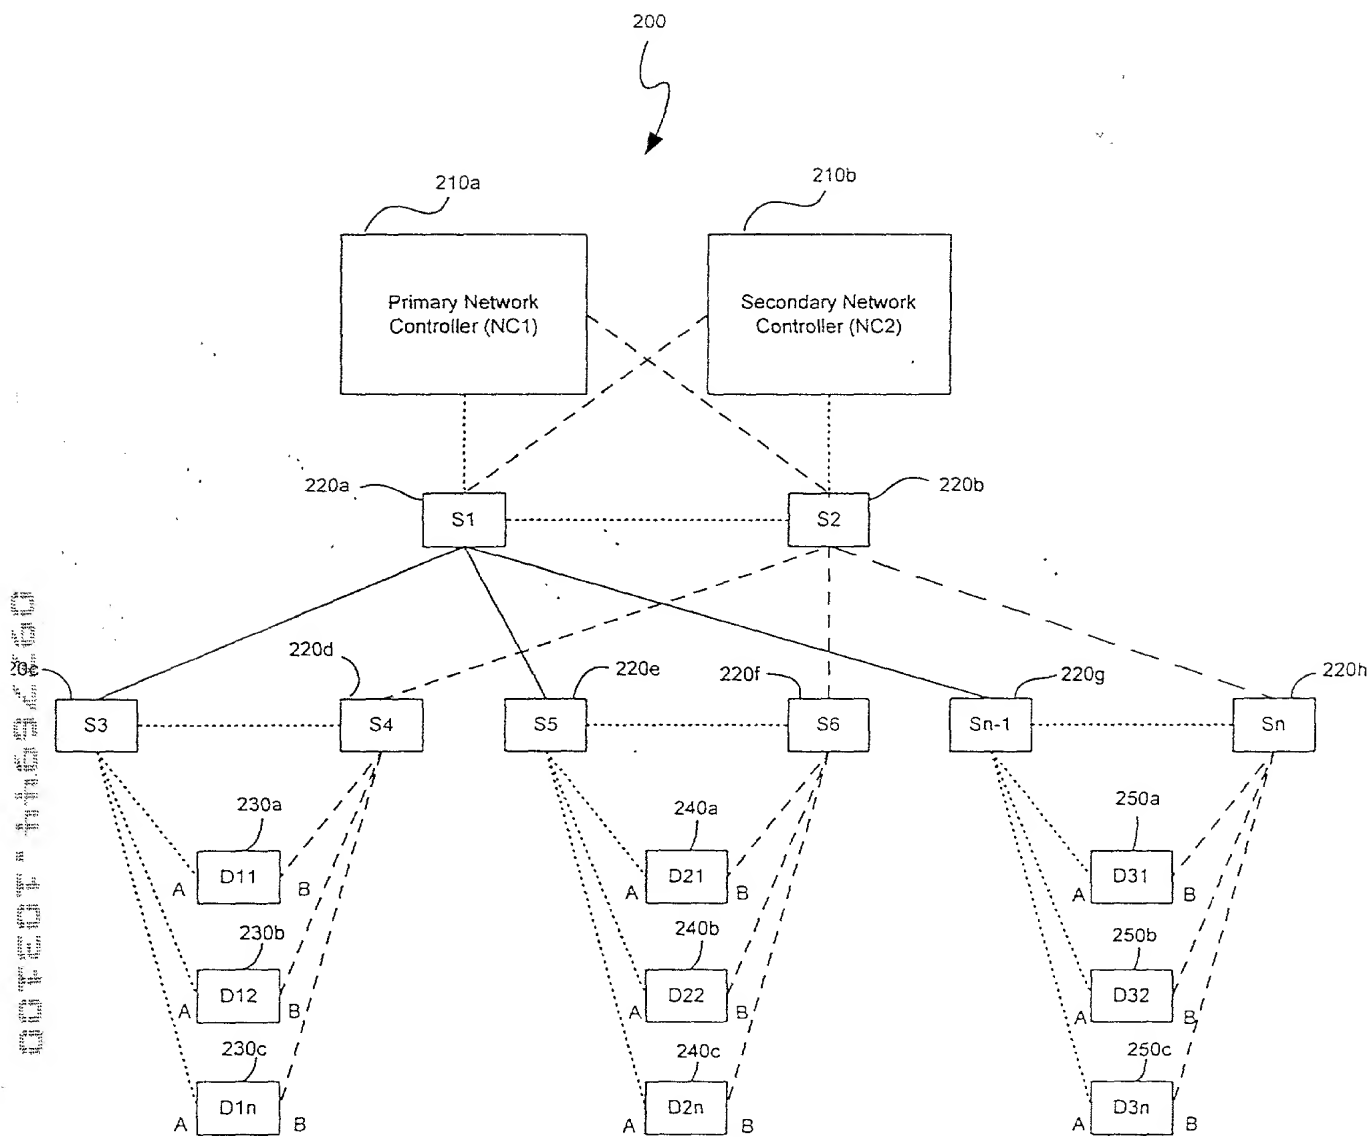 200
210a
210b
Primary Network
Controller (NC1)
Secondary Network
Controller (NC2)
220a
220b
S1
S2
20c
220d
220e
220f
220g
220h
S3
S4
S5
S6
Sn-1
Sn
230a
240a
250a
D11
D21
D31
A
B
A
B
A
B
230b
240b
250b
D12
D22
D32
A
B
A
B
A
B
230c
240c
250c
D1n
D2n
D3n
A
B
A
B
A
B